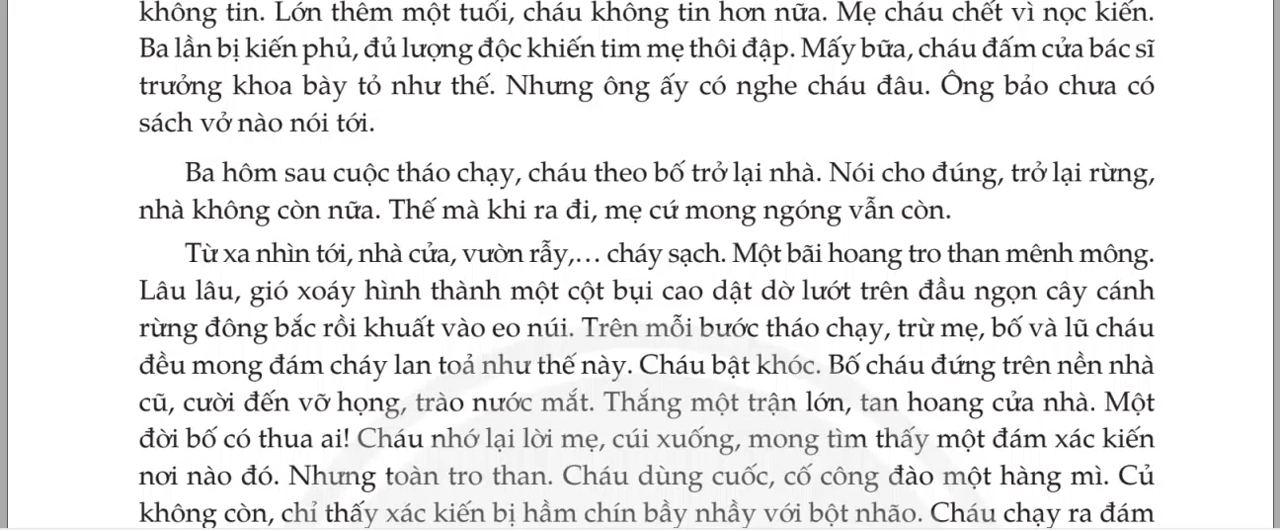 không tin. Lớn thêm một tuổi, cháu không tin hơn nữa. Mẹ cháu chết vì nọc kiến.
Ba lần bị kiến phủ, đủ lượng độc khiến tim mẹ thôi đập. Mấy bữa, cháu đấm cửa bác sĩ
trưởng khoa bày tỏ như thế. Nhưng ông ấy có nghe cháu đâu. Ông bảo chưa có
sách vở nào nói tới.
Ba hôm sau cuộc tháo chạy, cháu theo bố trở lại nhà. Nói cho đúng, trở lại rừng,
nhà không còn nữa. Thế mà khi ra đi, mẹ cứ mong ngóng vẫn còn.
Từ xa nhìn tới, nhà cửa, vườn rẫy,… cháy sạch. Một bãi hoang tro than mênh mông.
Lâu lâu, gió xoáy hình thành một cột bụi cao dật dờ lướt trên đầu ngọn cây cánh
rừng đông bắc rồi khuất vào eo núi. Trên mỗi bước tháo chạy, trừ mẹ, bố và lũ cháu
đều mong đám cháy lan toả như thế này. Cháu bật khóc. Bố cháu đứng trên nền nhà
cũ, cười đến vỡ họng, trào nước mắt. Thắng một trận lớn, tan hoang cửa nhà. Một
đời bố có thua ai! Cháu nhớ lại lời mẹ, cúi xuống, mong tìm thấy một đám xác kiến
nơi nào đó. Nhưng toàn tro than. Cháu dùng cuốc, cố công đào một hàng mì. Củ
không còn, chỉ thấy xác kiến bị hầm chín bầy nhầy với bột nhão. Cháu chạy ra đám